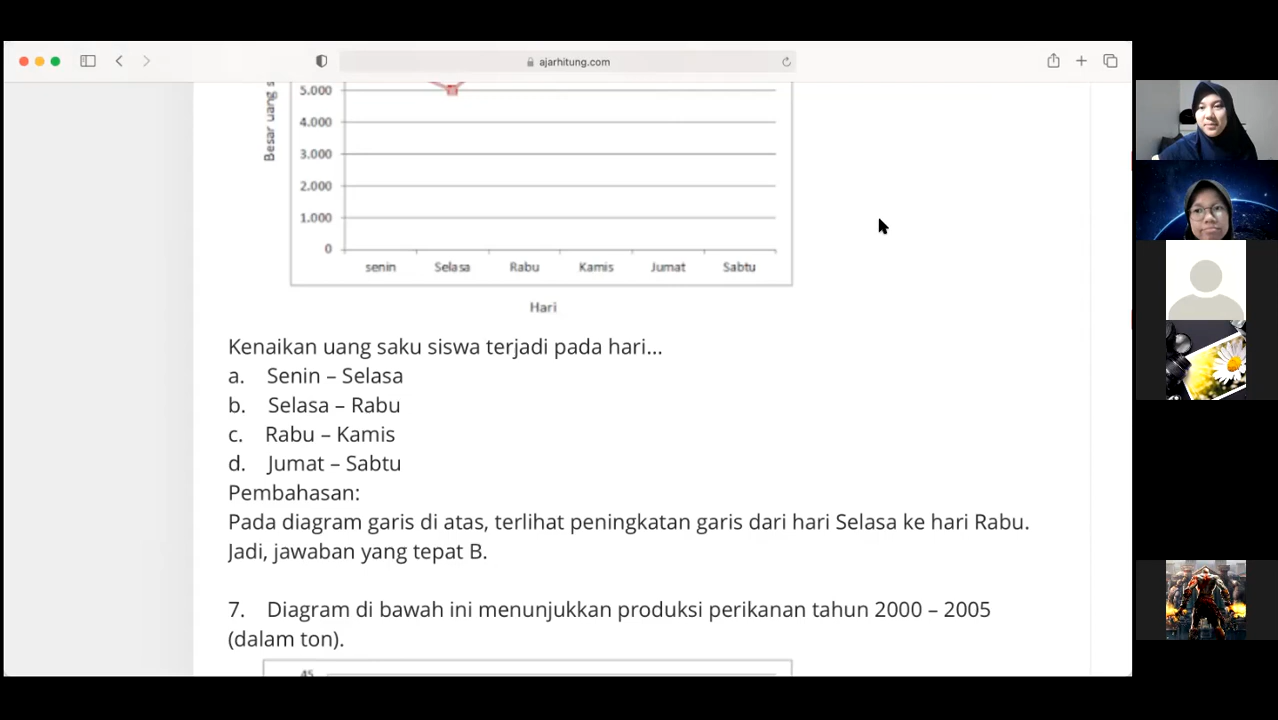 ajarhitung.com
Besar uang s
5.000
4.000
3.000
2.000
1.000
0
senin Selasa Rabu Kamis Jumat Sabtu
Hari
Kenaikan uang saku siswa terjadi pada hari...
a. Senin – Selasa
b. Selasa – Rabu
c. Rabu – Kamis
d. Jumat – Sabtu
Pembahasan:
Pada diagram garis di atas, terlihat peningkatan garis dari hari Selasa ke hari Rabu.
Jadi, jawaban yang tepat B.
7. Diagram di bawah ini menunjukkan produksi perikanan tahun 2000 – 2005
(dalam ton).
45